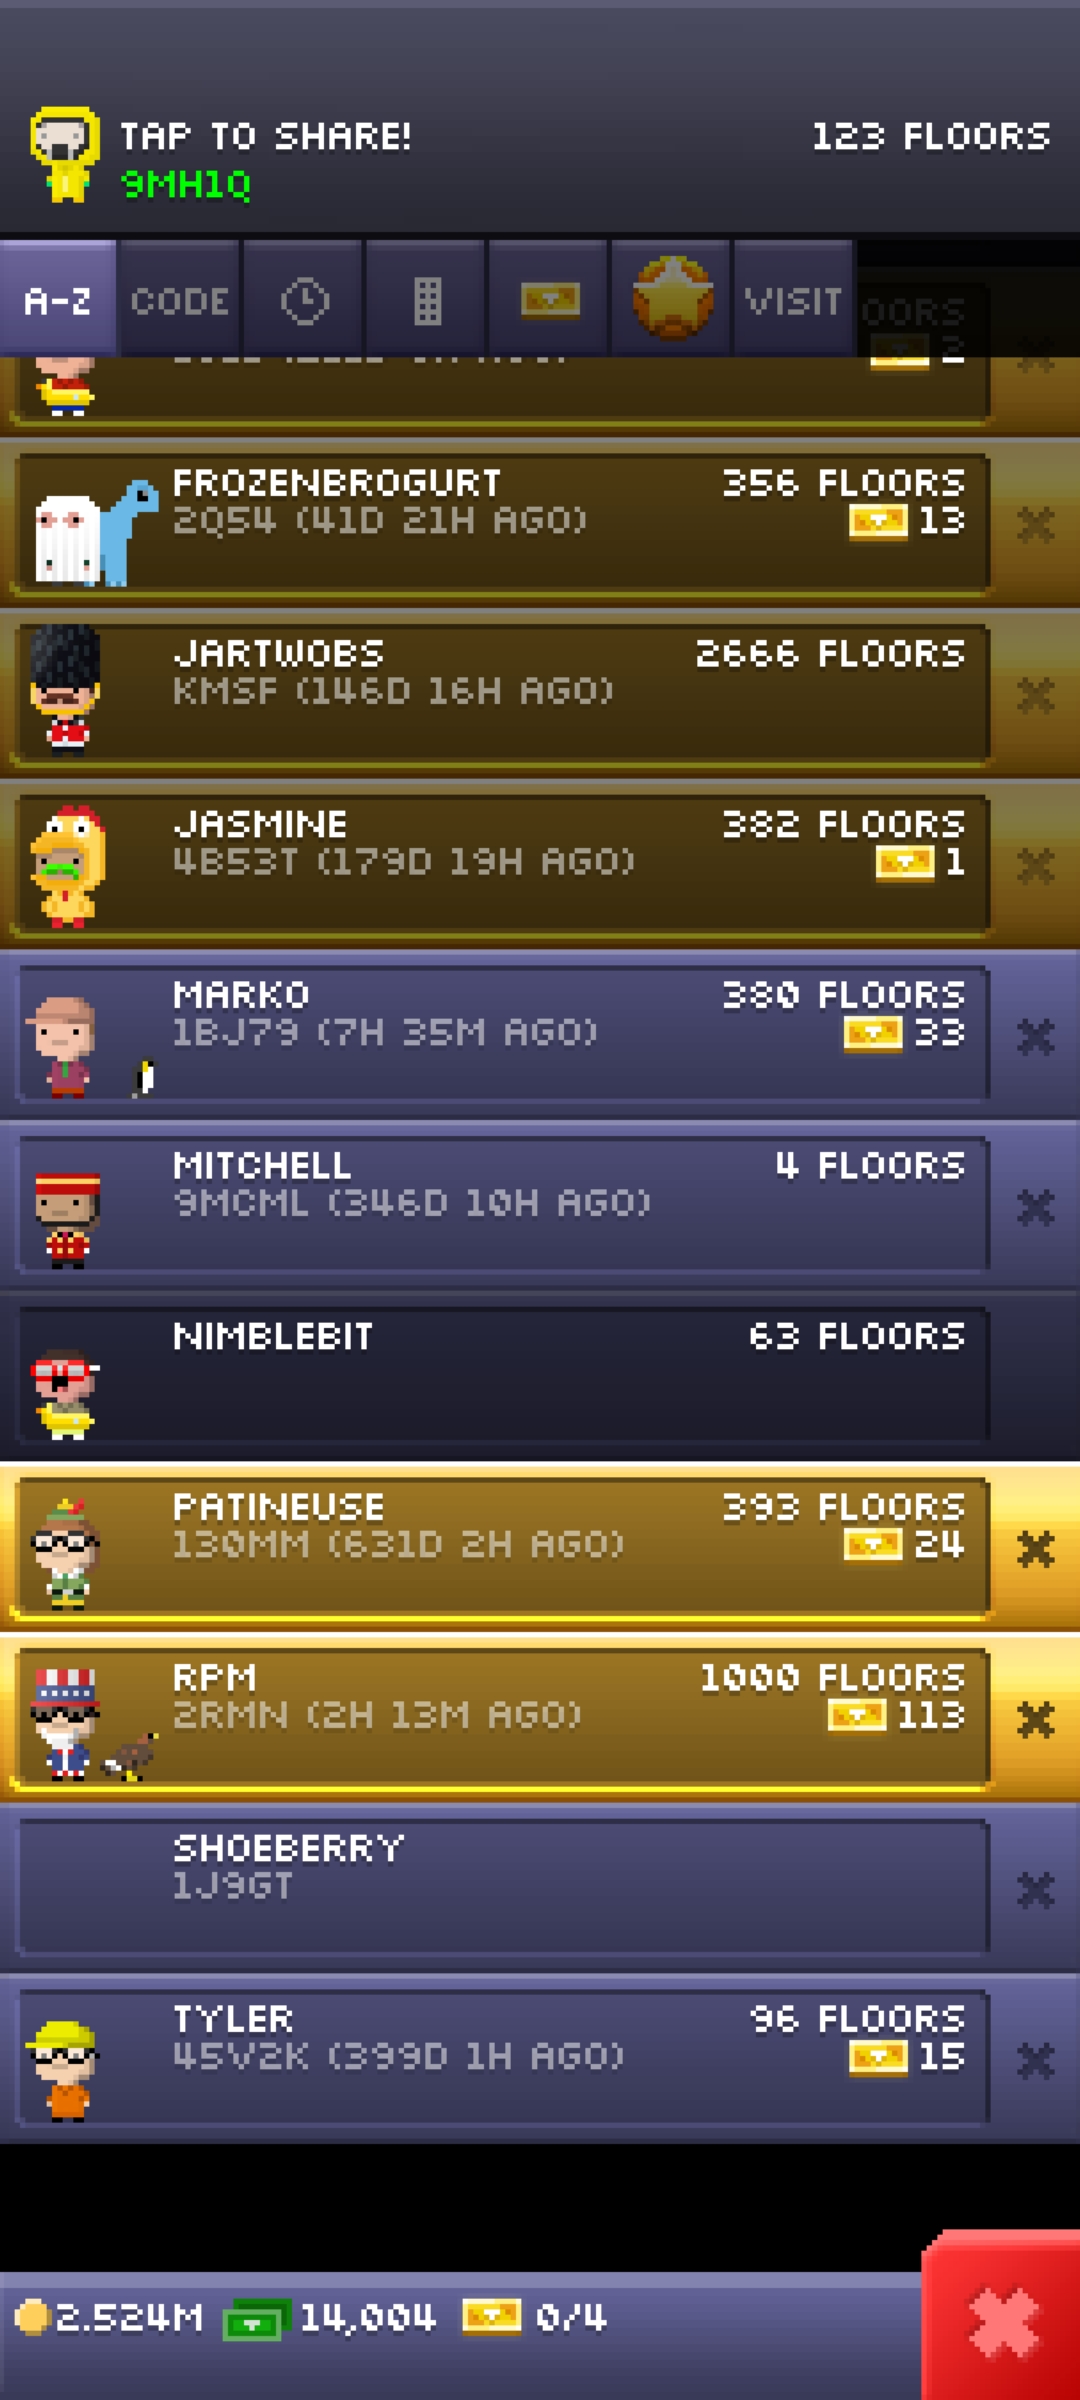 TAP TO SHARE!
123 FLOORS
9MH1Q
A-Z
CODE
VISIT
2
FROZENBROGURT
356 FLOORS
2Q54 (41D 21H AGO)
13
JARTWOBS
2666 FLOORS
KMSF (146D 16H AGO)
JASMINE
382 FLOORS
4B53T (179D 19H AGO)
1
MARKO
380 FLOORS
1BJ79 (7H 35M AGO)
33
MITCHELL
4 FLOORS
9MCML (346D 10H AGO)
NIMBLEBIT
63 FLOORS
PATINEUSE
393 FLOORS
130MM (631D 2H AGO)
24
RPM
1000 FLOORS
2RMN (2H 13M AGO)
113
SHOEBERRY
1J9GT
TYLER
96 FLOORS
45V2K (399D 1H AGO)
15
2.524M
14,004
0/4